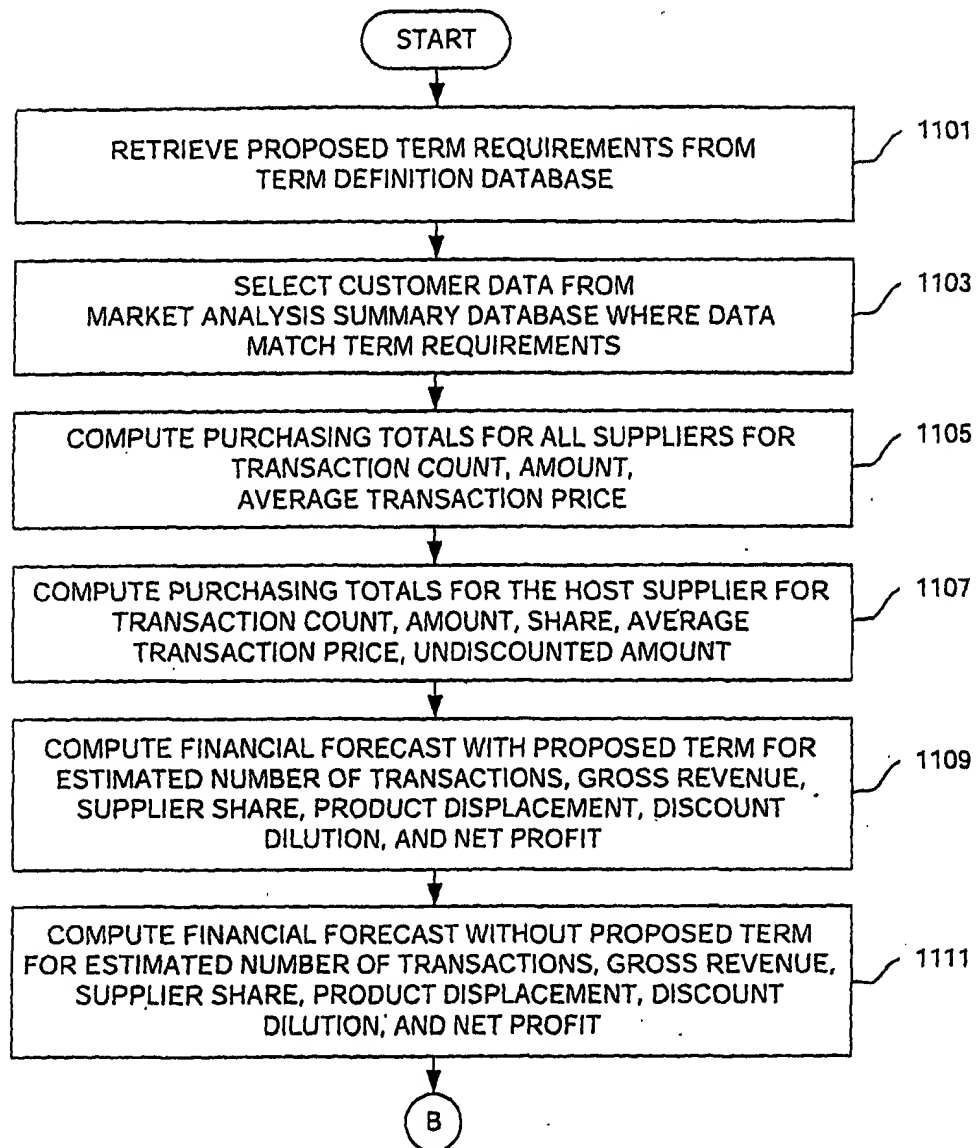 START
RETRIEVE PROPOSED TERM REQUIREMENTS FROM
TERM DEFINITION DATABASE
1101
SELECT CUSTOMER DATA FROM
MARKET ANALYSIS SUMMARY DATABASE WHERE DATA
MATCH TERM REQUIREMENTS
1103
COMPUTE PURCHASING TOTALS FOR ALL SUPPLIERS FOR
TRANSACTION COUNT, AMOUNT,
AVERAGE TRANSACTION PRICE
1105
COMPUTE PURCHASING TOTALS FOR THE HOST SUPPLIER FOR
TRANSACTION COUNT, AMOUNT, SHARE, AVERAGE
TRANSACTION PRICE, UNDISCOUNTED AMOUNT
1107
COMPUTE FINANCIAL FORECAST WITH PROPOSED TERM FOR
ESTIMATED NUMBER OF TRANSACTIONS, GROSS REVENUE,
SUPPLIER SHARE, PRODUCT DISPLACEMENT, DISCOUNT
DILUTION, AND NET PROFIT
1109
COMPUTE FINANCIAL FORECAST WITHOUT PROPOSED TERM
FOR ESTIMATED NUMBER OF TRANSACTIONS, GROSS REVENUE,
SUPPLIER SHARE, PRODUCT DISPLACEMENT, DISCOUNT
DILUTION, AND NET PROFIT
1111
B